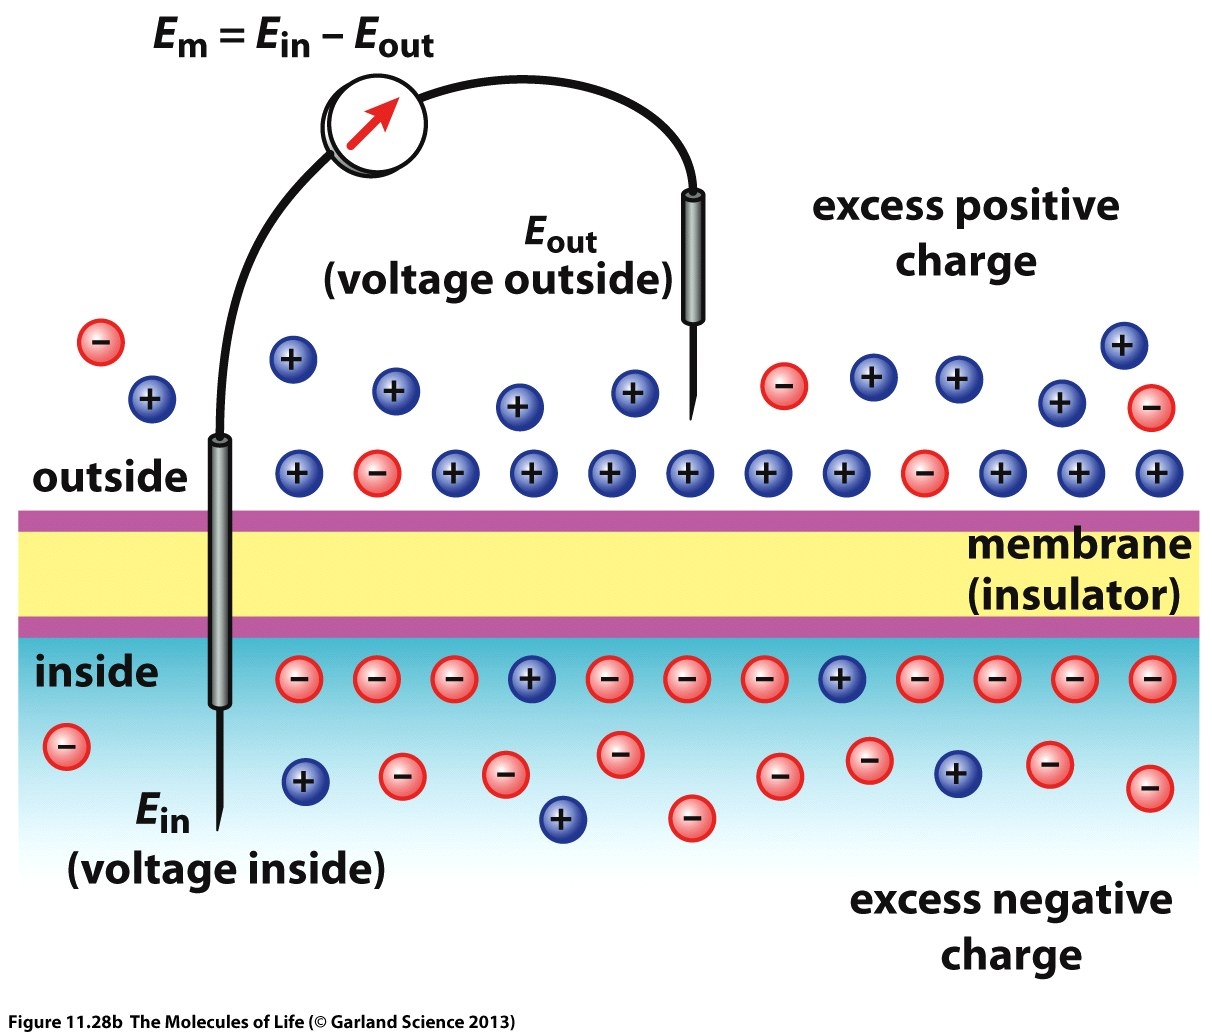 Em = Ein – Eout
Eout
(voltage outside)
excess positive
charge
outside
membrane
(insulator)
inside
Ein
(voltage inside)
excess negative
charge
Figure 11.28b The Molecules of Life (© Garland Science 2013)